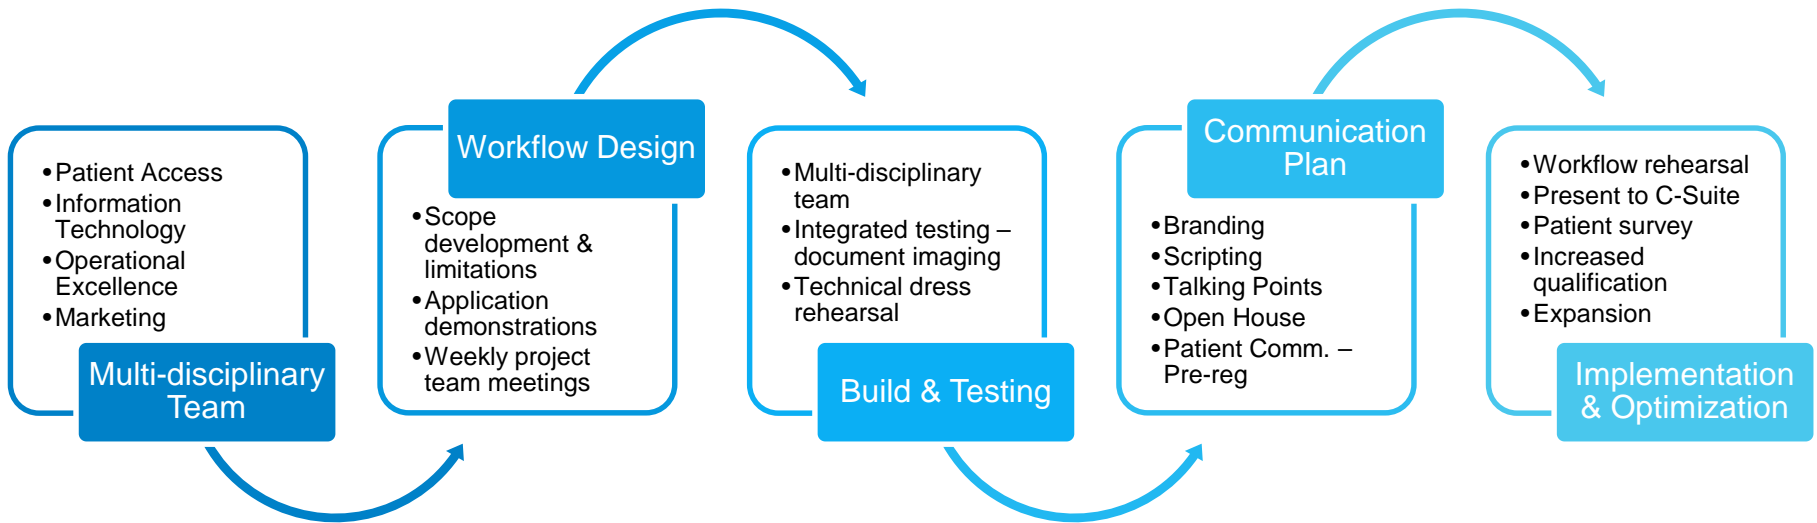 •Patient Access
•Information
Technology
•Operational
Excellence
•Marketing
Multi-disciplinary
Team
Workflow Design
•Scope
development &
limitations
•Application
demonstrations
•Weekly project
team meetings
•Multi-disciplinary
team
•Integrated testing –
document imaging
•Technical dress
rehearsal
Build & Testing
Communication
Plan
•Branding
•Scripting
•Talking Points
•Open House
•Patient Comm. –
Pre-reg
•Workflow rehearsal
•Present to C-Suite
•Patient survey
•Increased
qualification
•Expansion
Implementation
& Optimization